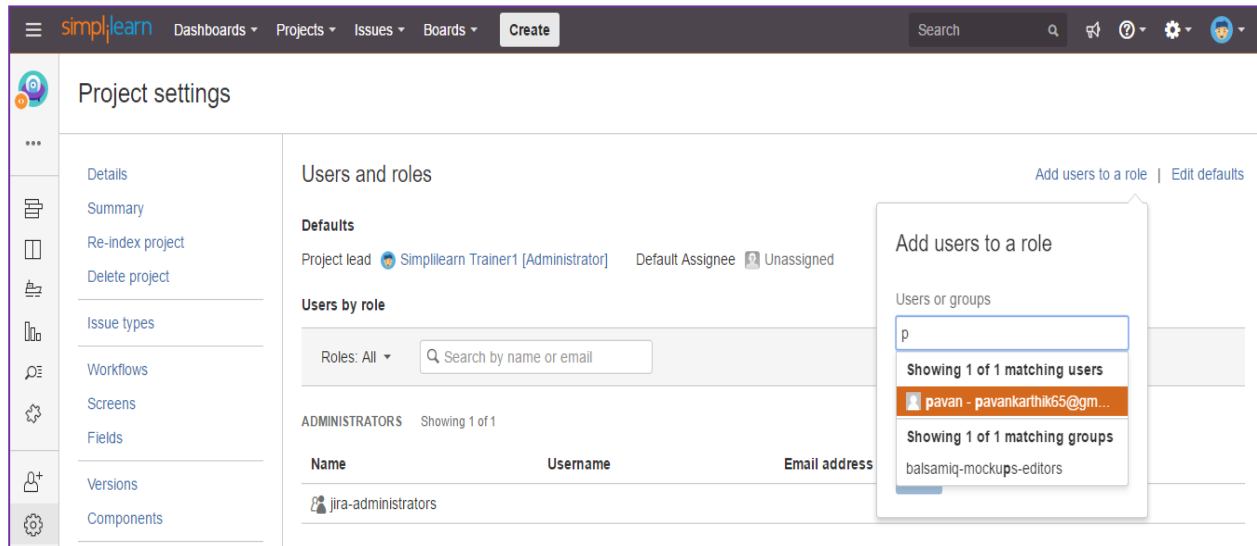 simplilearn Dashboards Projects Issues Boards Create Search
Project settings
Details
Summary
Re-index project
Delete project
Issue types
Workflows
Screens
Fields
Versions
Components
Users and roles
Add users to a role | Edit defaults
Defaults
Project lead Simplilearn Trainer1 [Administrator] Default Assignee Unassigned
Users by role
Roles: All Search by name or email
ADMINISTRATORS Showing 1 of 1
Name Username Email address
jira-administrators
Add users to a role
Users or groups
p
Showing 1 of 1 matching users
pavan - pavankarthik65@gm...
Showing 1 of 1 matching groups
balsamiq-mockups-editors